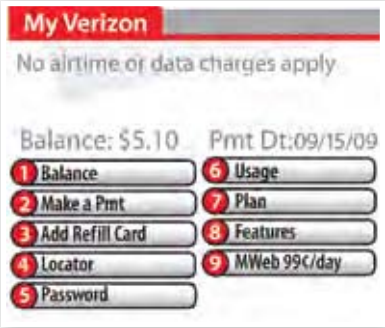 My Verizon
No airtime or data charges apply
Balance: $5.10 Pmt Dt:09/15/09
1 Balance
2 Make a Pmt
3 Add Refill Card
4 Locator
5 Password
6 Usage
7 Plan
8 Features
9 MWeb 99¢/day